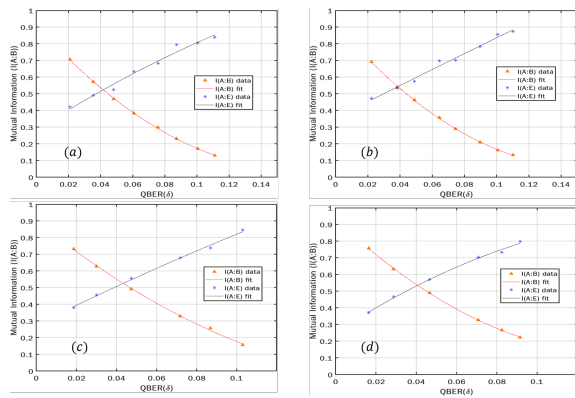 Mutual Information (I(A:B))
1
0.9
0.8
0.7
0.6
0.5
0.4
0.3
0.2
0.1
0
I(A:B) data
I(A:B) fit
I(A:E) data
I(A:E) fit
(a)
0 0.02 0.04 0.06 0.08 0.1 0.12 0.14
QBER(δ)
Mutual Information (I(A:B))
1
0.9
0.8
0.7
0.6
0.5
0.4
0.3
0.2
0.1
0
I(A:B) data
I(A:B) fit
I(A:E) data
I(A:E) fit
(b)
0 0.02 0.04 0.06 0.08 0.1 0.12 0.14
QBER(δ)
Mutual Information (I(A:B))
1
0.9
0.8
0.7
0.6
0.5
0.4
0.3
0.2
0.1
0
I(A:B) data
I(A:B) fit
I(A:E) data
I(A:E) fit
(c)
0 0.02 0.04 0.06 0.08 0.1
QBER(δ)
Mutual Information (I(A:B))
1
0.9
0.8
0.7
0.6
0.5
0.4
0.3
0.2
0.1
0
I(A:B) data
I(A:B) fit
I(A:E) data
I(A:E) fit
(d)
0 0.02 0.04 0.06 0.08 0.1
QBER(δ)